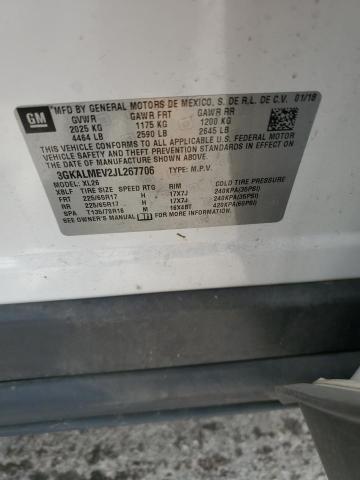 GM
*MFD BY GENERAL MOTORS DE MEXICO, S. DE R.L. DE C.V. 01/18
GVWR GAWR FRT GAWR RR
2025 KG 1175 KG 1200 KG
4464 LB 2590 LB 2645 LB
THIS VEHICLE CONFORMS TO ALL APPLICABLE U.S. FEDERAL MOTOR
VEHICLE SAFETY AND THEFT PREVENTION STANDARDS IN EFFECT ON
THE DATE OF MANUFACTURE SHOWN ABOVE.
3GKALMEV2JL267706 TYPE: M.P.V.
MODEL: XL26
XBLF TIRE SIZE SPEED RTG RIM COLD TIRE PRESSURE
FRT 225/65R17 H 17X7J 240KPA(35PSI)
RR 225/65R17 H 17X7J 240KPA(35PSI)
SPA T135/70R16 M 16X4BT 420KPA(60PSI)
SEE OWNERS MANUAL FOR MORE INFORMATION.